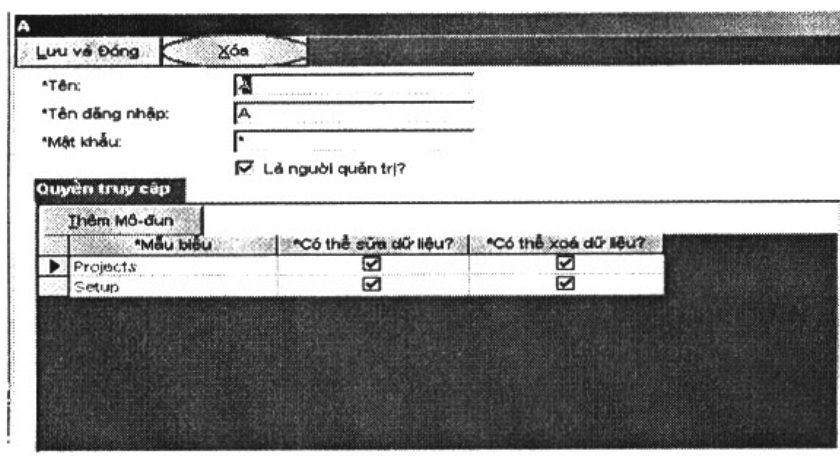 A
Lưu và Đóng Xóa
*Tên: A
*Tên đăng nhập: A
*Mật khẩu: *
Là người quản trị?
Quyền truy cập
Thêm Mô-đun
*Mẫu biểu *Có thể sửa dữ liệu? *Có thể xoá dữ liệu?
Projects
Setup